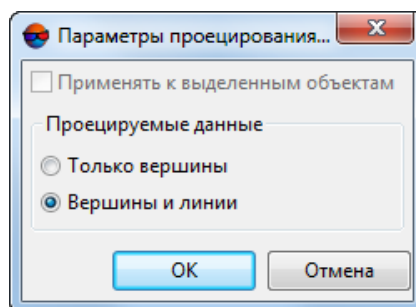 Параметры проецирования...
Применять к выделенным объектам
Проецируемые данные
Только вершины
Вершины и линии
OK
Отмена